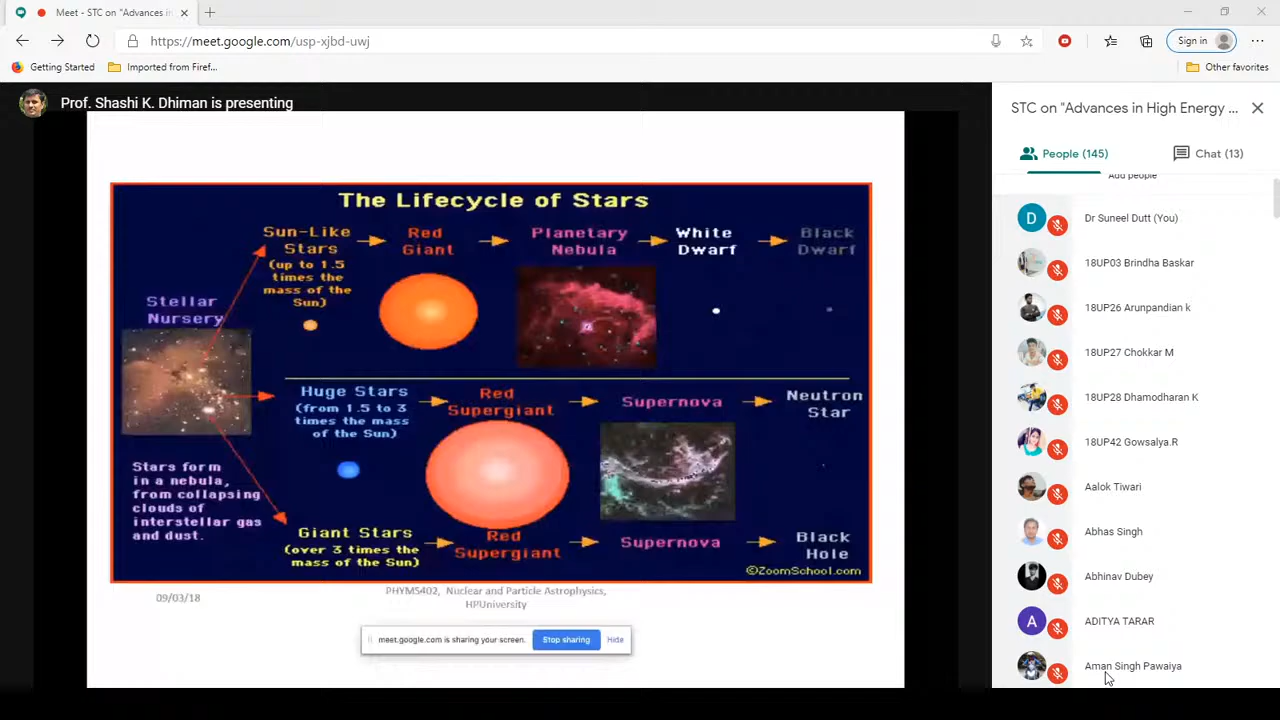 Meet - STC on "Advances in
https://meet.google.com/usp-xjbd-uwj
Sign in
Getting Started
Imported from Firef...
Other favorites
Prof. Shashi K. Dhiman is presenting
The Lifecycle of Stars
Sun-Like
Stars
(up to 1.5
times the
mass of the
Sun)
Red
Giant
Planetary
Nebula
White
Dwarf
Black
Dwarf
Stellar
Nursery
Huge Stars
(from 1.5 to 3
times the mass
of the Sun)
Red
Supergiant
Supernova
Neutron
Star
Stars form
in a nebula,
from collapsing
clouds of
interstellar gas
and dust.
Giant Stars
(over 3 times the
mass of the Sun)
Red
Supergiant
Supernova
Black
Hole
©ZoomSchool.com
09/03/18
PHYMS402, Nuclear and Particle Astrophysics,
HPUniversity
meet.google.com is sharing your screen.
Stop sharing
Hide
STC on "Advances in High Energy ...
People (145)
Chat (13)
Add people
D
Dr Suneel Dutt (You)
18UP03 Brindha Baskar
18UP26 Arunpandian k
18UP27 Chokkar M
18UP28 Dhamodharan K
18UP42 Gowsalya.R
Aalok Tiwari
Abhas Singh
Abhinav Dubey
A
ADITYA TARAR
Aman Singh Pawaiya